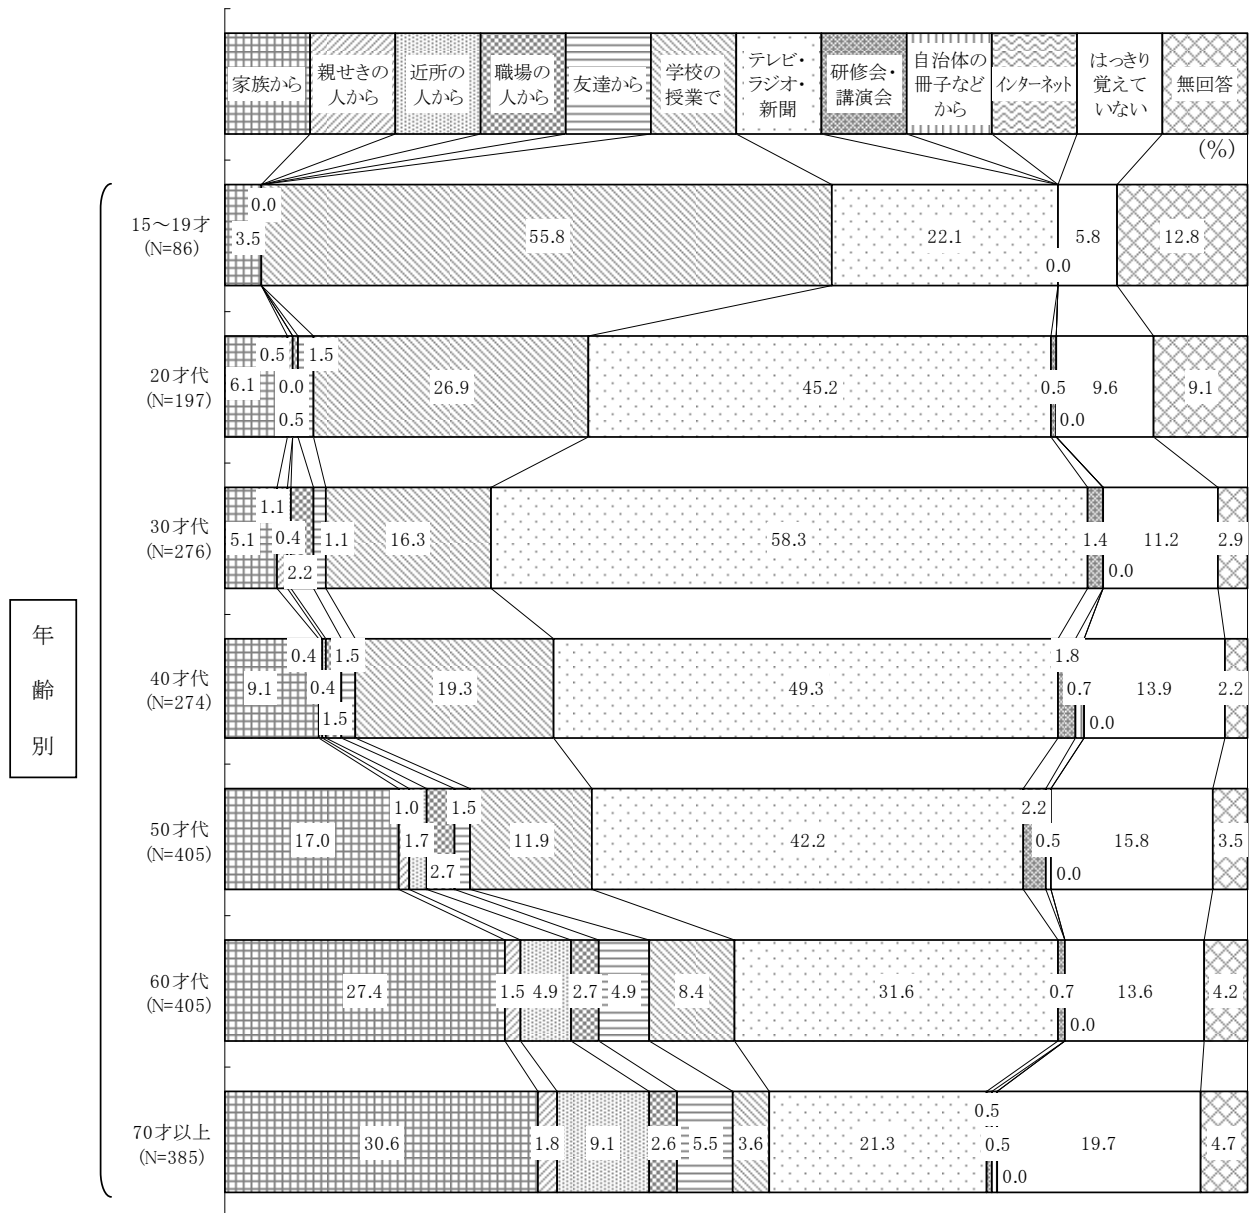 家族から
親せきの
人から
近所の
人から
職場の
人から
友達から
学校の
授業で
テレビ・
ラジオ・
新聞
研修会・
講演会
自治体の
冊子など
から
インターネット
はっきり
覚えて
いない
無回答
(%)
年
齢
別
15～19才
(N=86)
3.5
0.0
55.8
22.1
0.0
5.8
12.8
20才代
(N=197)
6.1
0.5
0.0
0.5
1.5
26.9
45.2
0.5
0.0
9.6
9.1
30才代
(N=276)
5.1
1.1
0.4
2.2
1.1
16.3
58.3
1.4
0.0
11.2
2.9
40才代
(N=274)
9.1
0.4
0.4
1.5
1.5
19.3
49.3
1.8
0.7
0.0
13.9
2.2
50才代
(N=405)
17.0
1.0
1.7
2.7
1.5
11.9
42.2
2.2
0.5
0.0
15.8
3.5
60才代
(N=405)
27.4
1.5
4.9
2.7
4.9
8.4
31.6
0.7
0.0
13.6
4.2
70才以上
(N=385)
30.6
1.8
9.1
2.6
5.5
3.6
21.3
0.5
0.5
0.0
19.7
4.7